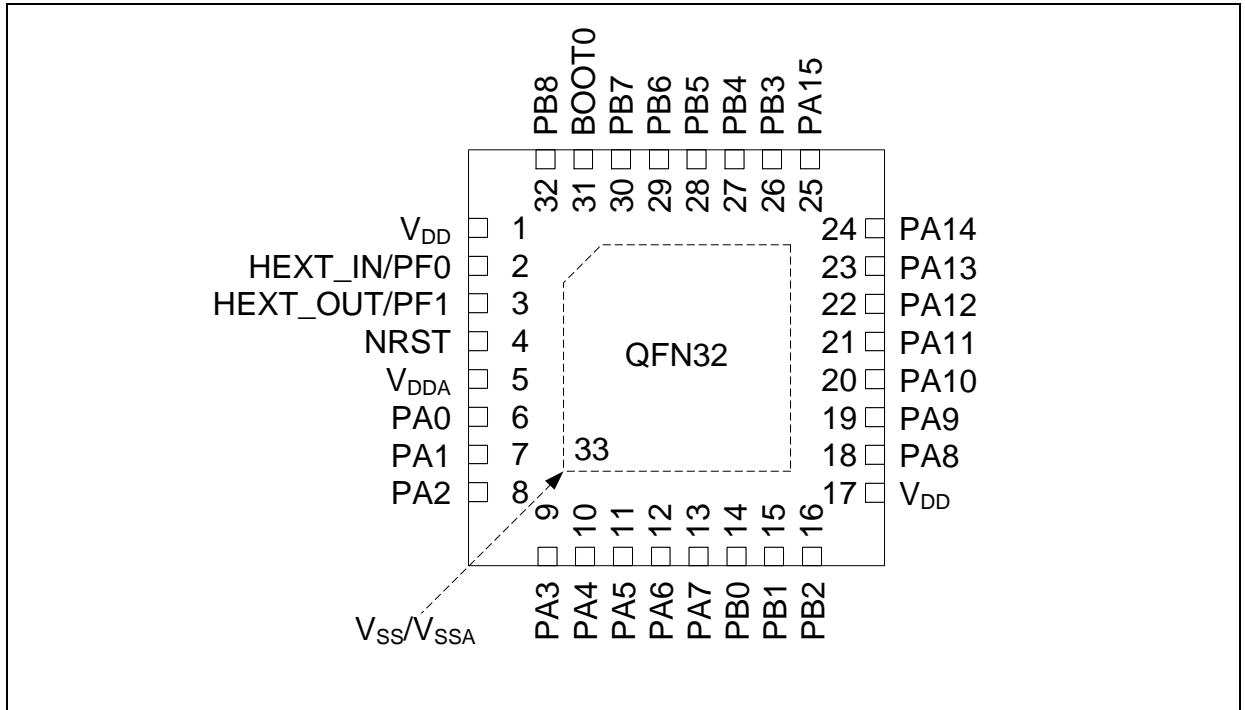 PB8
BOOT0
PB7
PB6
PB5
PB4
PB3
PA15
32
31
30
29
28
27
26
25
VDD 1
HEXT_IN/PF0 2
HEXT_OUT/PF1 3
NRST 4
VDDA 5
PA0 6
PA1 7
PA2 8
QFN32
33
24 PA14
23 PA13
22 PA12
21 PA11
20 PA10
19 PA9
18 PA8
17 VDD
9
10
11
12
13
14
15
16
PA3
PA4
PA5
PA6
PA7
PB0
PB1
PB2
VSS/VSSA